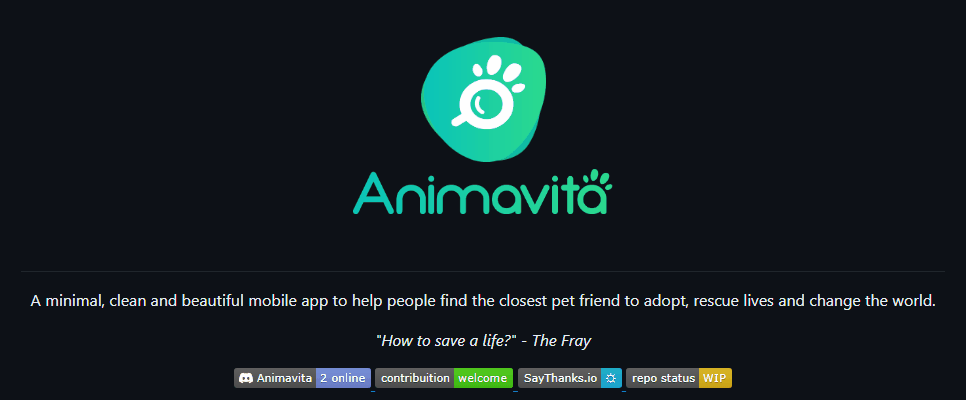 Animavita
A minimal, clean and beautiful mobile app to help people find the closest pet friend to adopt, rescue lives and change the world.
"How to save a life?" - The Fray
Animavita 2 online contribuition welcome SayThanks.io repo status WIP